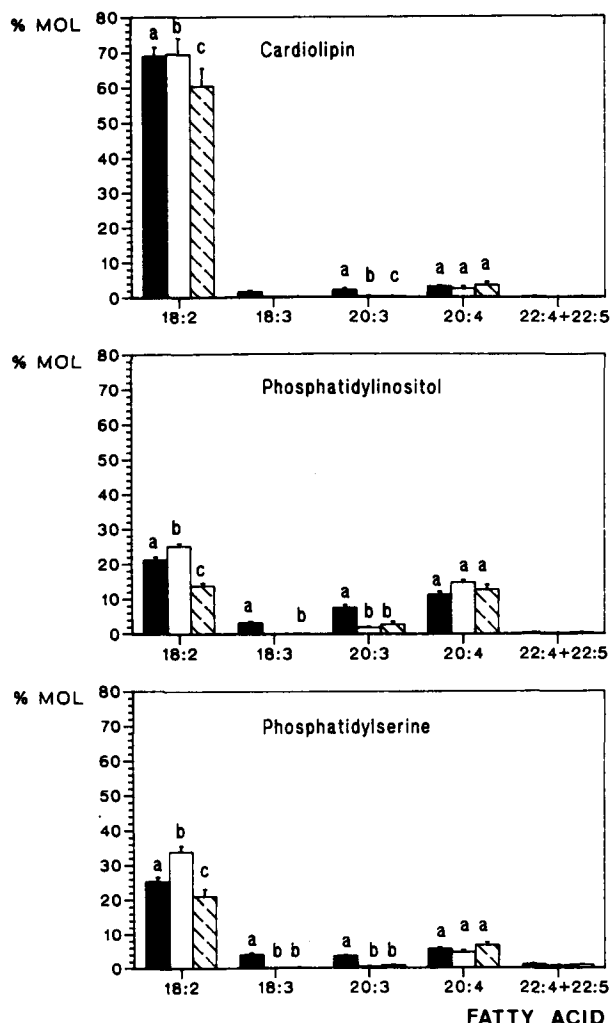 % MOL
Cardiolipin
80
70
60
50
40
30
20
10
0
a b c
a b c
a a a
18:2 18:3 20:3 20:4 22:4+22:5
% MOL
Phosphatidylinositol
80
70
60
50
40
30
20
10
0
a b c
a b
a b b
a a a
18:2 18:3 20:3 20:4 22:4+22:5
% MOL
Phosphatidylserine
80
70
60
50
40
30
20
10
0
a b c
a b b
a b b
a a a
18:2 18:3 20:3 20:4 22:4+22:5
FATTY ACID